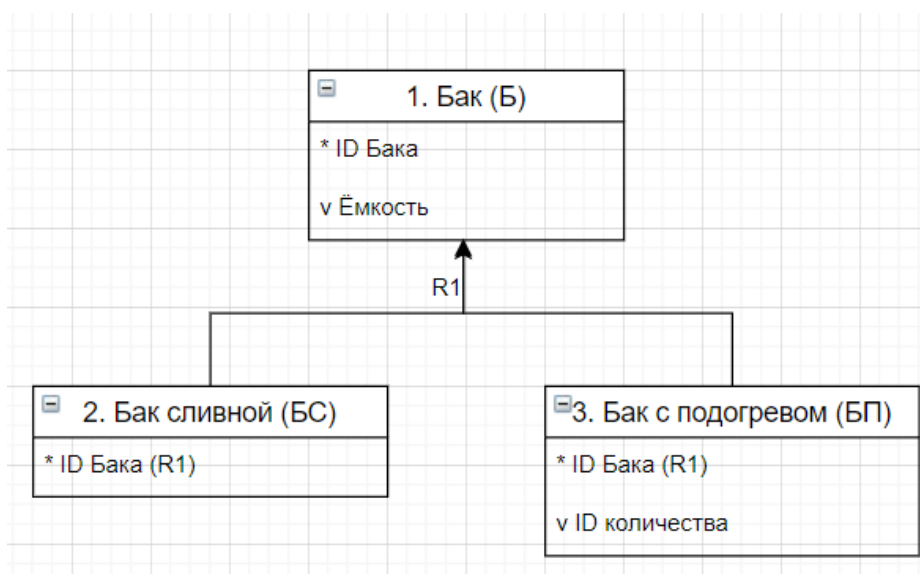 1. Бак (Б)
* ID Бака
v Ёмкость
R1
2. Бак сливной (БС)
* ID Бака (R1)
3. Бак с подогревом (БП)
* ID Бака (R1)
v ID количества